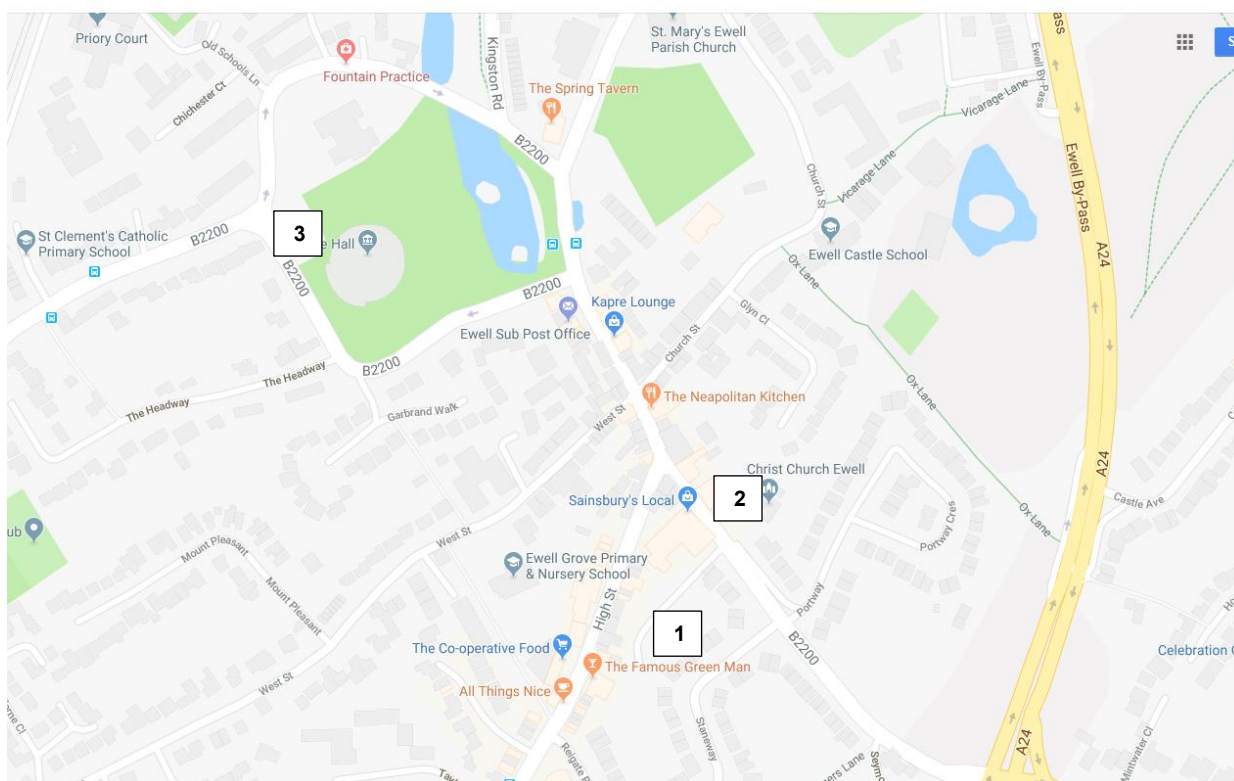 Priory Court
Old Schools Ln
Chichester Ct
Fountain Practice
Kingston Rd
St. Mary's Ewell
Parish Church
The Spring Tavern
B2200
Ewell By-Pass
Vicarage Lane
Vicarage Lane
Church St
Ewell By-Pass
A24
St Clement's Catholic
Primary School
B2200
3
e Hall
B2200
B2200
Ewell Castle School
Ox-Lane
Kapre Lounge
Ewell Sub Post Office
Glyn Cl
Church St
B2200
The Headway
The Headway
Garbrand Walk
West St
The Neapolitan Kitchen
Ox-Lane
A24
Castle Ave
Christ Church Ewell
2
Sainsbury's Local
Ox-Lane
Portway Cres
ub
Mount Pleasant
Mount Pleasant
West St
Ewell Grove Primary
& Nursery School
High St
1
Portway
B2200
The Co-operative Food
The Famous Green Man
All Things Nice
West St
Staneway
Celebration
A24
Mintwater Cl